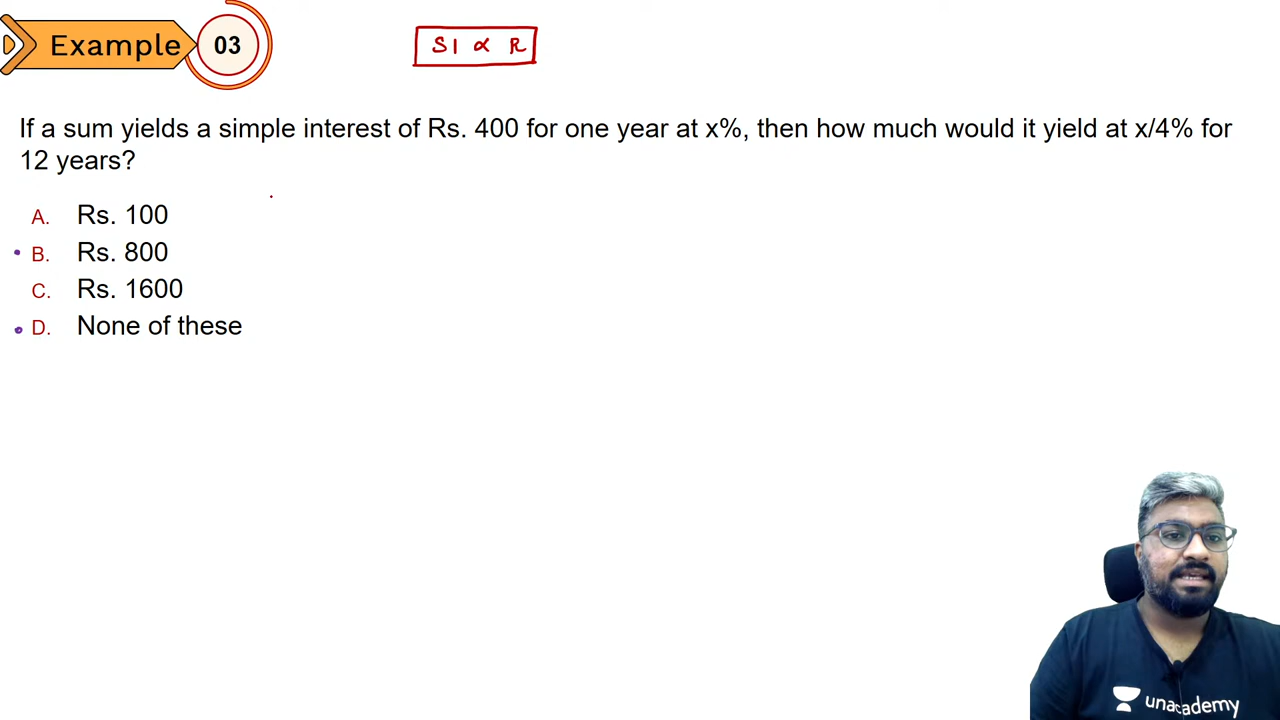 Example 03
SI ∝ R
If a sum yields a simple interest of Rs. 400 for one year at x%, then how much would it yield at x/4% for
12 years?
A. Rs. 100
B. Rs. 800
C. Rs. 1600
D. None of these
unacademy